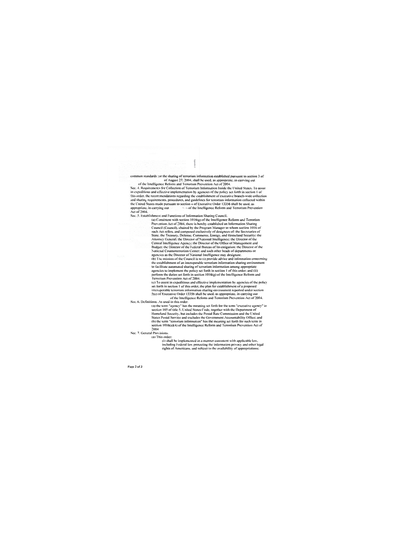 common standards for the sharing of terrorism information established pursuant to section 3 of
of August 27, 2004, shall be used, as appropriate, in carrying out
of the Intelligence Reform and Terrorism Prevention Act of 2004.
Sec. 4. Requirements for Collection of Terrorism Information Inside the United States. To assist
in expeditious and effective implementation by agencies of the policy set forth in section 1 of
this order, the recommendations regarding the establishment of executive branch-wide collection
and sharing requirements, procedures, and guidelines for terrorism information collected within
the United States made pursuant to section 4 of Executive Order 13356 shall be used, as
appropriate, in carrying out of the Intelligence Reform and Terrorism Prevention
Act of 2004.
Sec. 5. Establishment and Functions of Information Sharing Council.
(a) Consistent with section 1016(g) of the Intelligence Reform and Terrorism
Prevention Act of 2004, there is hereby established an Information Sharing
Council (Council), chaired by the Program Manager to whom section 1016 of
such Act refers, and composed exclusively of designees of: the Secretaries of
State, the Treasury, Defense, Commerce, Energy, and Homeland Security; the
Attorney General; the Director of National Intelligence; the Director of the
Central Intelligence Agency; the Director of the Office of Management and
Budget; the Director of the Federal Bureau of Investigation; the Director of the
National Counterterrorism Center; and such other heads of departments or
agencies as the Director of National Intelligence may designate.
(b) The mission of the Council is to (i) provide advice and information concerning
the establishment of an interoperable terrorism information sharing environment
to facilitate automated sharing of terrorism information among appropriate
agencies to implement the policy set forth in section 1 of this order; and (ii)
perform the duties set forth in section 1016(g) of the Intelligence Reform and
Terrorism Prevention Act of 2004.
(c) To assist in expeditious and effective implementation by agencies of the policy
set forth in section 1 of this order, the plan for establishment of a proposed
interoperable terrorism information sharing environment reported under section
5(c) of Executive Order 13356 shall be used, as appropriate, in carrying out
of the Intelligence Reform and Terrorism Prevention Act of 2004.
Sec. 6. Definitions. As used in this order:
(a) the term "agency" has the meaning set forth for the term "executive agency" in
section 105 of title 5, United States Code, together with the Department of
Homeland Security, but excludes the Postal Rate Commission and the United
States Postal Service and excludes the Government Accountability Office; and
(b) the term "terrorism information" has the meaning set forth for such term in
section 1016(a)(4) of the Intelligence Reform and Terrorism Prevention Act of
2004.
Sec. 7. General Provisions.
(a) This order:
(i) shall be implemented in a manner consistent with applicable law,
including Federal law protecting the information privacy and other legal
rights of Americans, and subject to the availability of appropriations;
Page 2 of 3